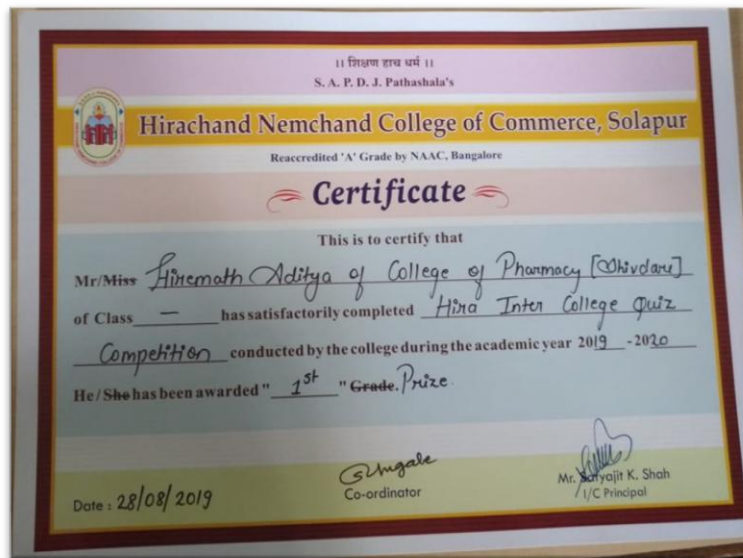 ।। शिक्षण हाच धर्म ।।
S. A. P. D. J. Pathashala's
Hirachand Nemchand College of Commerce, Solapur
Reaccredited 'A' Grade by NAAC, Bangalore
Certificate
This is to certify that
Mr/Miss Hiremath Aditya of College of Pharmacy [Shivdare]
of Class — has satisfactorily completed Hira Inter College Quiz
Competition conducted by the college during the academic year 2019 -2020
He/She has been awarded " 1st " Grade. Prize.
Co-ordinator
Mr. Satyajit K. Shah
I/C Principal
Date : 28/08/2019